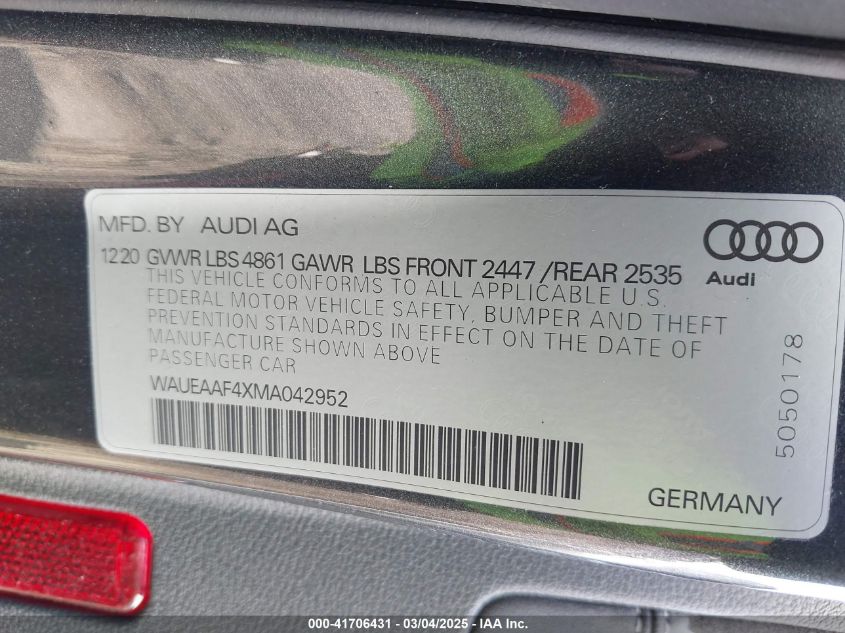 MFD. BY AUDI AG
12 20 GVWR LBS 4861 GAWR LBS FRONT 2447 /REAR 2535
THIS VEHICLE CONFORMS TO ALL APPLICABLE U.S.
FEDERAL MOTOR VEHICLE SAFETY, BUMPER AND THEFT
PREVENTION STANDARDS IN EFFECT ON THE DATE OF
MANUFACTURE SHOWN ABOVE
PASSENGER CAR
WAUEAAF4XMA042952
Audi
5050178
GERMANY
000-41706431 - 03/04/2025 - IAA Inc.